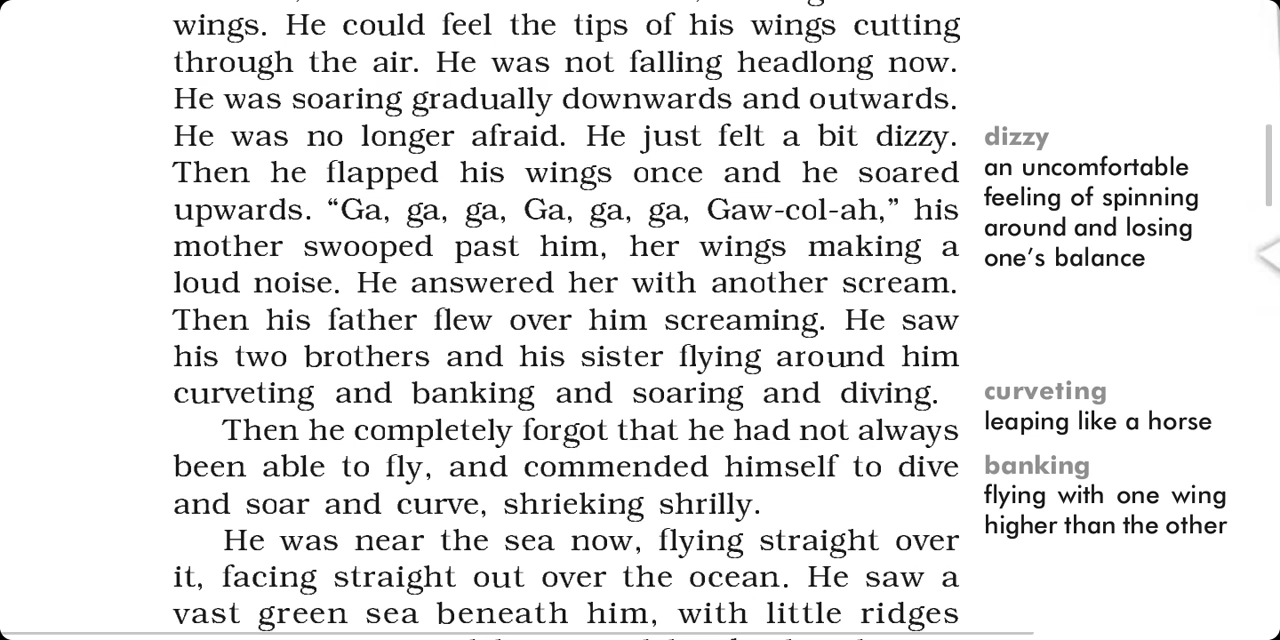 wings. He could feel the tips of his wings cutting
through the air. He was not falling headlong now.
He was soaring gradually downwards and outwards.
He was no longer afraid. He just felt a bit dizzy.
Then he flapped his wings once and he soared
upwards. “Ga, ga, ga, Ga, ga, ga, Gaw-col-ah,” his
mother swooped past him, her wings making a
loud noise. He answered her with another scream.
Then his father flew over him screaming. He saw
his two brothers and his sister flying around him
curveting and banking and soaring and diving.
Then he completely forgot that he had not always
been able to fly, and commended himself to dive
and soar and curve, shrieking shrilly.
He was near the sea now, flying straight over
it, facing straight out over the ocean. He saw a
vast green sea beneath him, with little ridges
dizzy
an uncomfortable
feeling of spinning
around and losing
one’s balance
curveting
leaping like a horse
banking
flying with one wing
higher than the other